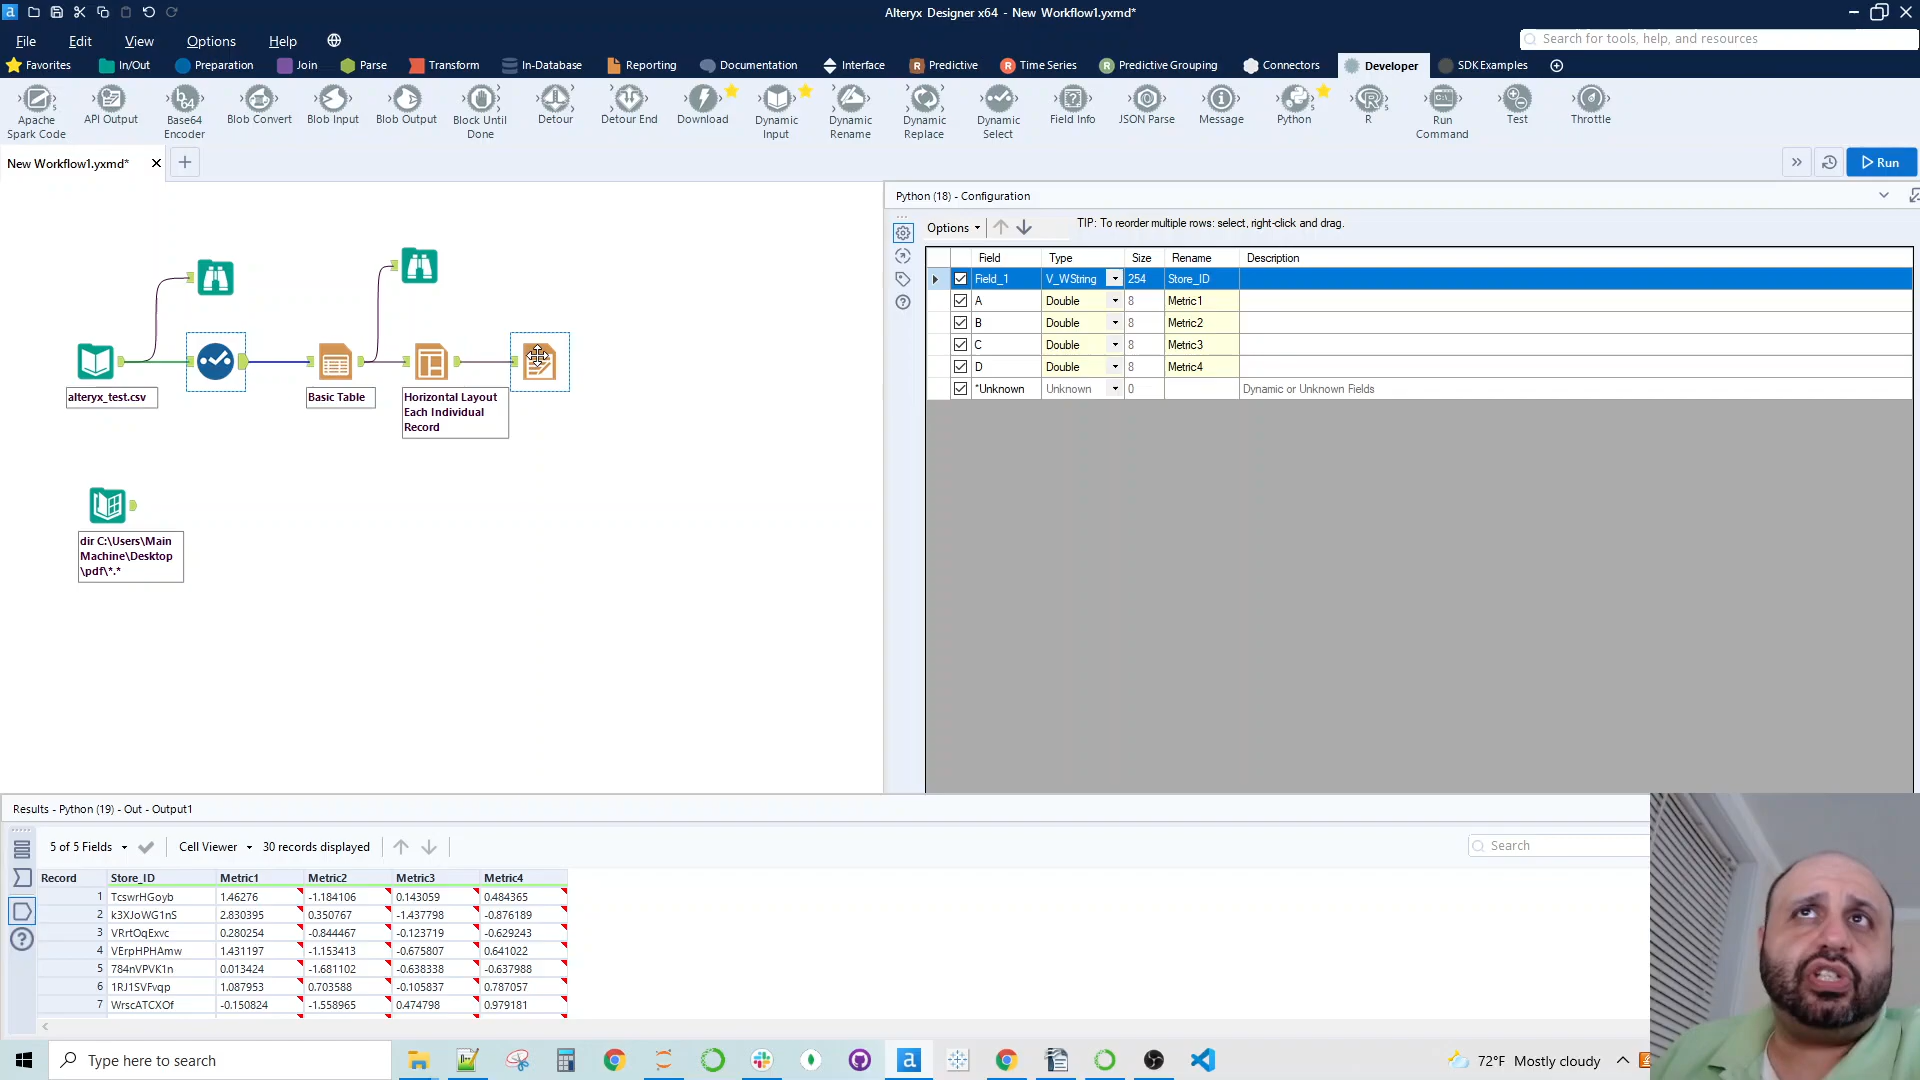 Alteryx Designer x64 - New Workflow1.yxmd*
File Edit View Options Help
Search for tools, help, and resources
Favorites In/Out Preparation Join Parse Transform In-Database Reporting Documentation Interface Predictive Time Series Predictive Grouping Connectors Developer SDK Examples
Apache Spark Code
API Output
Base64 Encoder
Blob Convert
Blob Input
Blob Output
Block Until Done
Detour
Detour End
Download
Dynamic Input
Dynamic Rename
Dynamic Replace
Dynamic Select
Field Info
JSON Parse
Message
Python
R
Run Command
Test
Throttle
New Workflow1.yxmd*
Run
Python (18) - Configuration
Options
TIP: To reorder multiple rows: select, right-click and drag.
Field Type Size Rename Description
Field_1 V_WString 254 Store_ID
A Double 8 Metric1
B Double 8 Metric2
C Double 8 Metric3
D Double 8 Metric4
*Unknown Unknown 0 Dynamic or Unknown Fields
alteryx_test.csv
Basic Table
Horizontal Layout
Each Individual
Record
dir C:\Users\Main
Machine\Desktop
\pdf\*.*
Results - Python (19) - Out - Output1
5 of 5 Fields Cell Viewer 30 records displayed
Search
Record Store_ID Metric1 Metric2 Metric3 Metric4
1 TcswrHGoyb 1.46276 -1.184106 0.143059 0.484365
2 k3XJoWG1nS 2.830395 0.350767 -1.437798 -0.876189
3 VRrtOqExvc 0.280254 -0.844467 -0.123719 -0.629243
4 VErpHPHAmw 1.431197 -1.153413 -0.675807 0.641022
5 784nVPVK1n 0.013424 -1.681102 -0.638338 -0.637988
6 1RJ1SVFvqp 1.087953 0.703588 -0.105837 0.787057
7 WrscATCXOf -0.150824 -1.558965 0.474798 0.979181
Type here to search
72°F Mostly cloudy